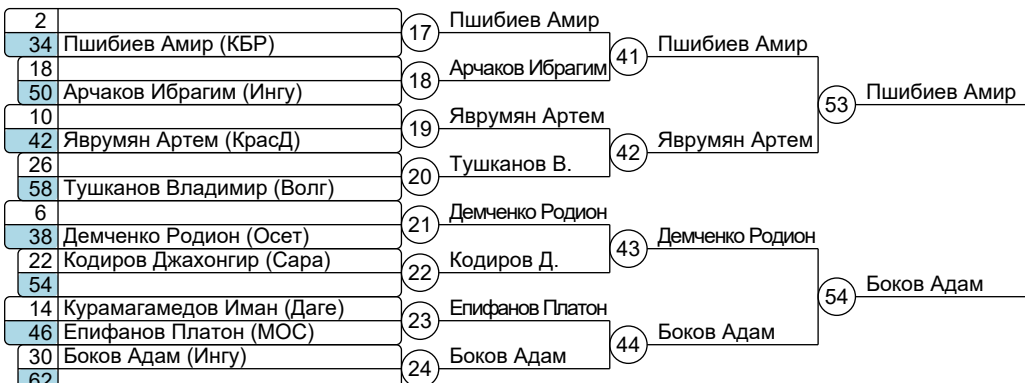 2
34 Пшибиев Амир (КБР)
18
50 Арчаков Ибрагим (Ингу)
10
42 Яврумян Артем (КрасД)
26
58 Тушканов Владимир (Волг)
6
38 Демченко Родион (Осет)
22 Кодиров Джахонгир (Сара)
54
14 Курамагамедов Иман (Даге)
46 Епифанов Платон (МОС)
30 Боков Адам (Ингу)
62
17 Пшибиев Амир
18 Арчаков Ибрагим
19 Яврумян Артем
20 Тушканов В.
21 Демченко Родион
22 Кодиров Д.
23 Епифанов Платон
24 Боков Адам
41 Пшибиев Амир
42 Яврумян Артем
43 Демченко Родион
44 Боков Адам
53 Пшибиев Амир
54 Боков Адам